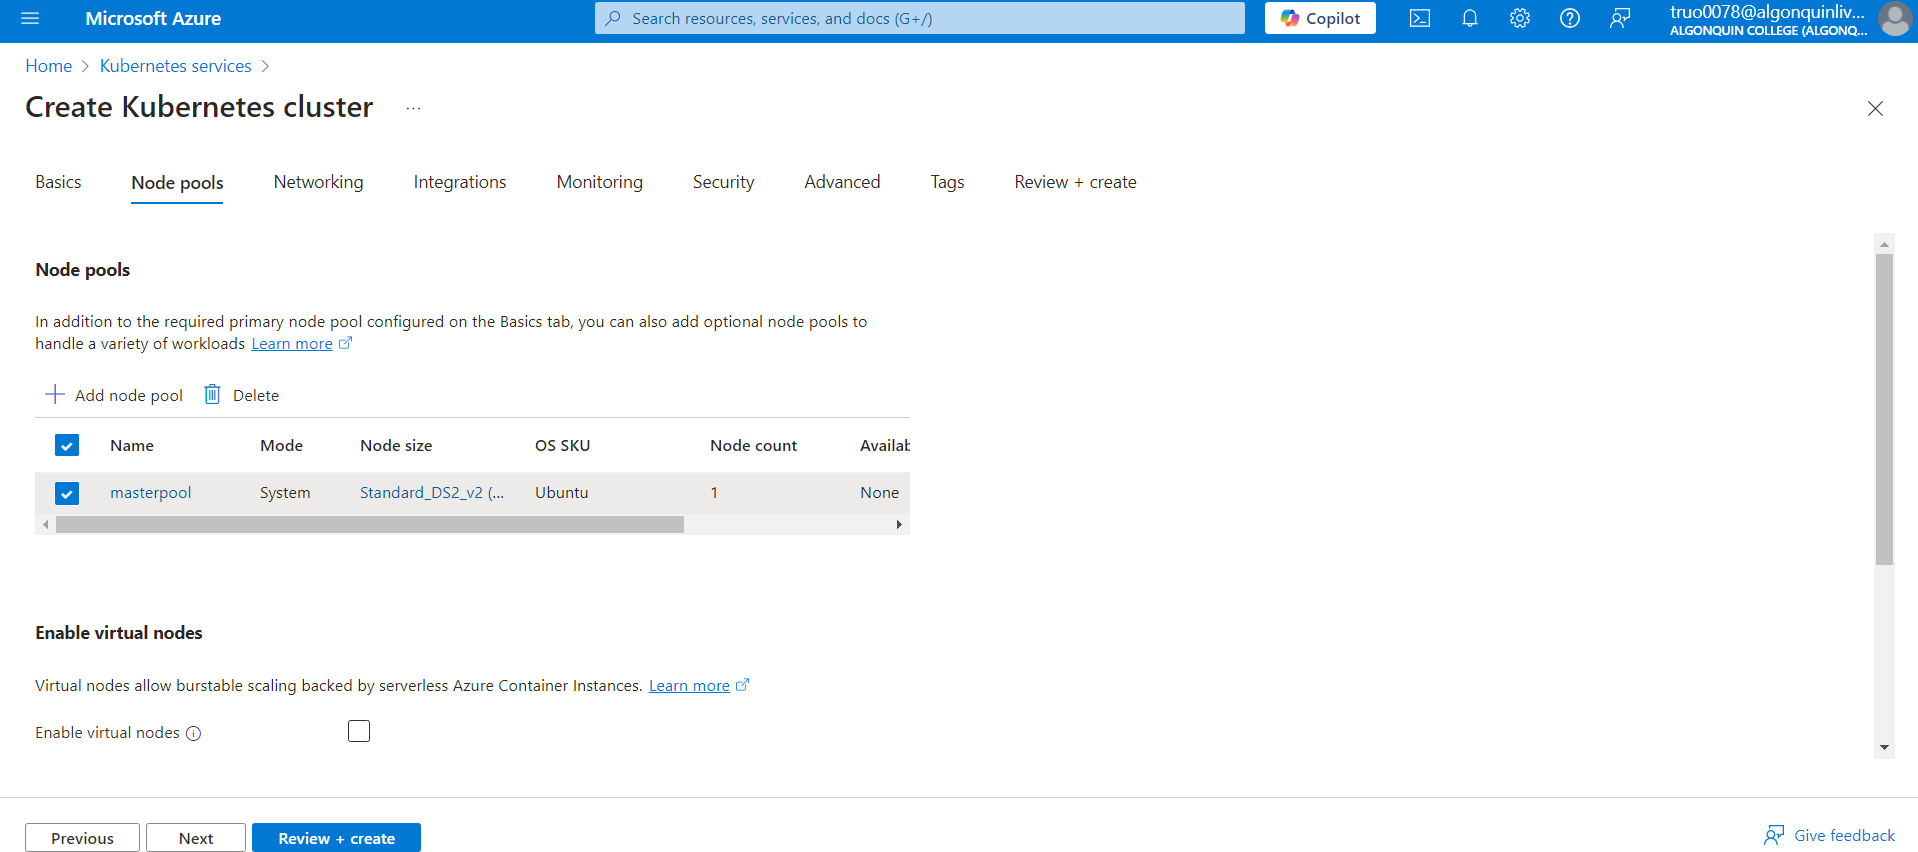 Microsoft Azure
Search resources, services, and docs (G+/)
Copilot
truo0078@algonquinliv...
ALGONQUIN COLLEGE (ALGONQ...
Home > Kubernetes services >
Create Kubernetes cluster ...
Basics Node pools Networking Integrations Monitoring Security Advanced Tags Review + create
Node pools
In addition to the required primary node pool configured on the Basics tab, you can also add optional node pools to
handle a variety of workloads Learn more
Add node pool Delete
Name Mode Node size OS SKU Node count Availab
masterpool System Standard_DS2_v2 (... Ubuntu 1 None
Enable virtual nodes
Virtual nodes allow burstable scaling backed by serverless Azure Container Instances. Learn more
Enable virtual nodes
Previous Next Review + create Give feedback